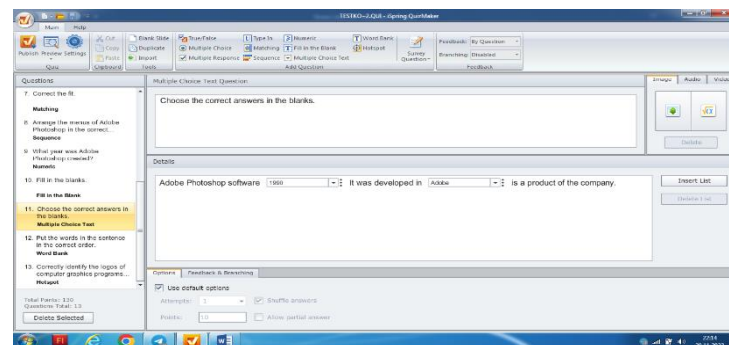 TESTKO~2.QUI - iSpring QuizMaker
Main Help
Publish Preview Settings
Quiz
Cut
Copy
Paste
Clipboard
Blank Slide
Duplicate
Import
Tools
True/False
Multiple Choice
Multiple Response
Type In
Matching
Sequence
Numeric
Fill in the Blank
Multiple Choice Text
Word Bank
Hotspot
Add Question
Survey
Question
Feedback: By Question
Branching: Disabled
Feedback
Questions
7. Correct the fit.
Matching
8. Arrange the menus of Adobe
Photoshop in the correct...
Sequence
9. What year was Adobe
Photoshop created?
Numeric
10. Fill in the blanks.
Fill in the Blank
11. Choose the correct answers in
the blanks.
Multiple Choice Text
12. Put the words in the sentence
in the correct order.
Word Bank
13. Correctly identify the logos of
computer graphics programs...
Hotspot
Total Points: 130
Questions Total: 13
Delete Selected
Multiple Choice Text Question
Choose the correct answers in the blanks.
Image Audio Video
Delete
Details
Adobe Photoshop software 1990 It was developed in Adobe is a product of the company.
Insert List
Delete List
Options Feedback & Branching
Use default options
Attempts: 1 Shuffle answers
Points: 10 Allow partial answer
22:14